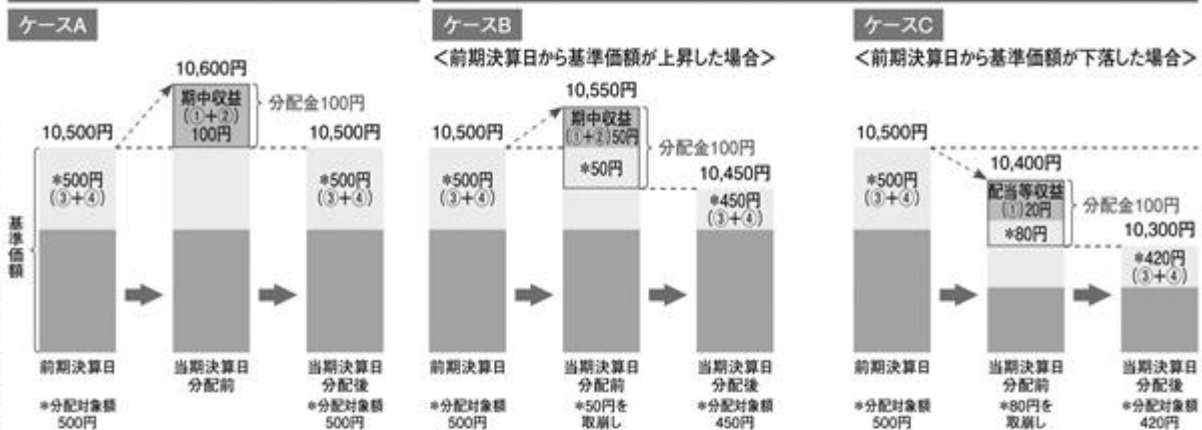 ケースA
10,600円
期中収益
(①+②)
100円
分配金100円
10,500円
10,500円
*500円
(③+④)
*500円
(③+④)
基準価額
前期決算日
当期決算日
分配前
当期決算日
分配後
*分配対象額
500円
*分配対象額
500円
ケースB
<前期決算日から基準価額が上昇した場合>
10,550円
期中収益
(①+②)50円
*50円
分配金100円
10,500円
10,450円
*500円
(③+④)
*450円
(③+④)
前期決算日
当期決算日
分配前
当期決算日
分配後
*分配対象額
500円
*50円を
取崩し
*分配対象額
450円
ケースC
<前期決算日から基準価額が下落した場合>
10,500円
10,400円
配当等収益
(①)20円
*80円
分配金100円
10,300円
*500円
(③+④)
*420円
(③+④)
前期決算日
当期決算日
分配前
当期決算日
分配後
*分配対象額
500円
*80円を
取崩し
*分配対象額
420円